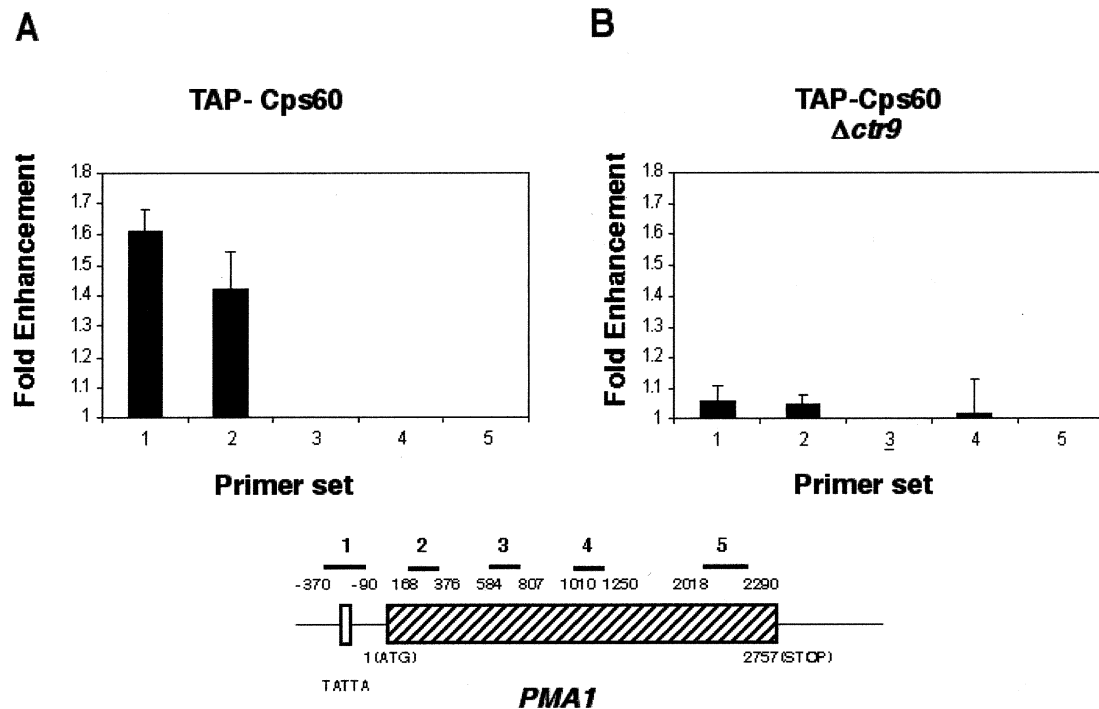 A
TAP- Cps60
Fold Enhancement
1.8
1.7
1.6
1.5
1.4
1.3
1.2
1.1
1
1 2 3 4 5
Primer set
B
TAP-Cps60
Δctr9
Fold Enhancement
1.8
1.7
1.6
1.5
1.4
1.3
1.2
1.1
1
1 2 3 4 5
Primer set
1 2 3 4 5
-370 -90 168 376 584 807 1010 1250 2018 2290
1(ATG) 2757(STOP)
TATTA
PMA1